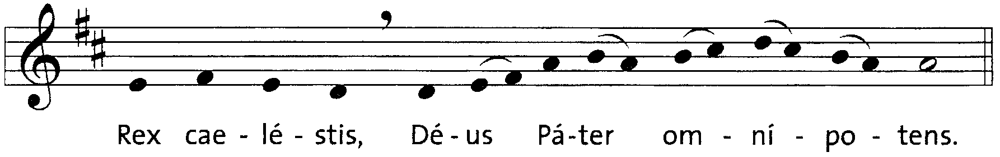 Rex cae - lé - stis, Dé - us Pá-ter om - ní - po - tens.